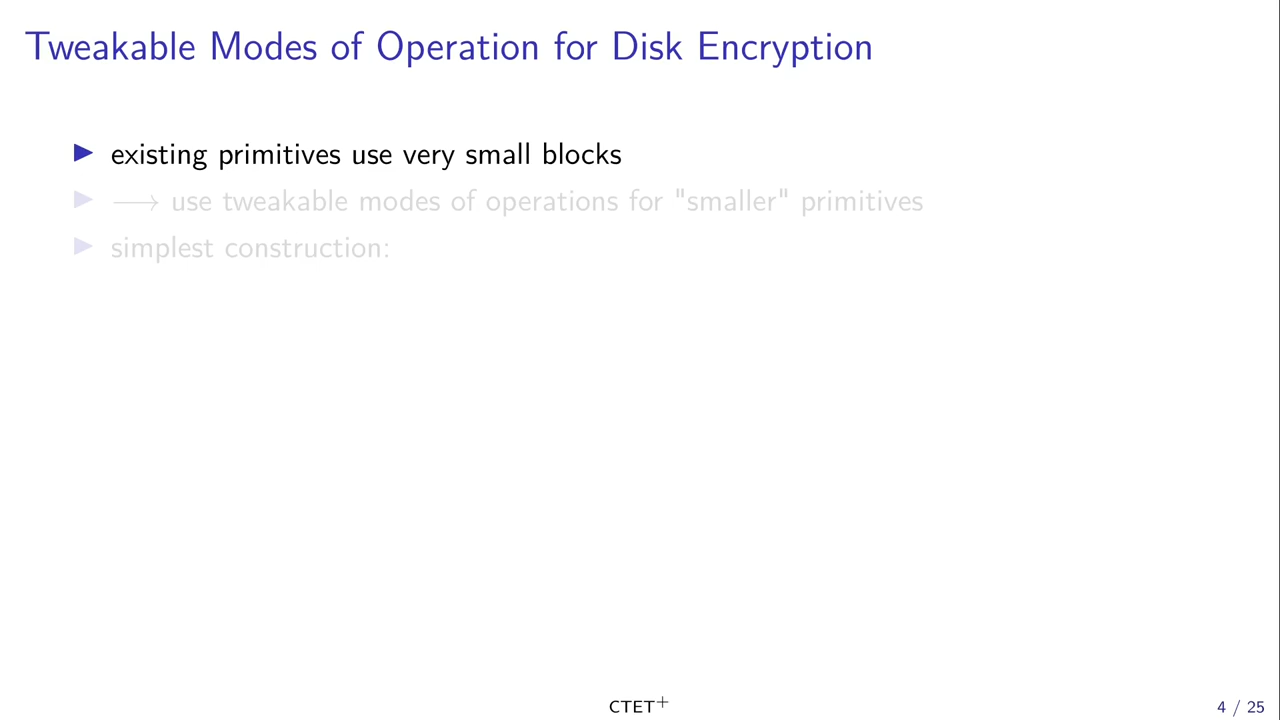 Tweakable Modes of Operation for Disk Encryption
▶ existing primitives use very small blocks
▶ ⟶ use tweakable modes of operations for "smaller" primitives
▶ simplest construction:
CTET⁺
4 / 25